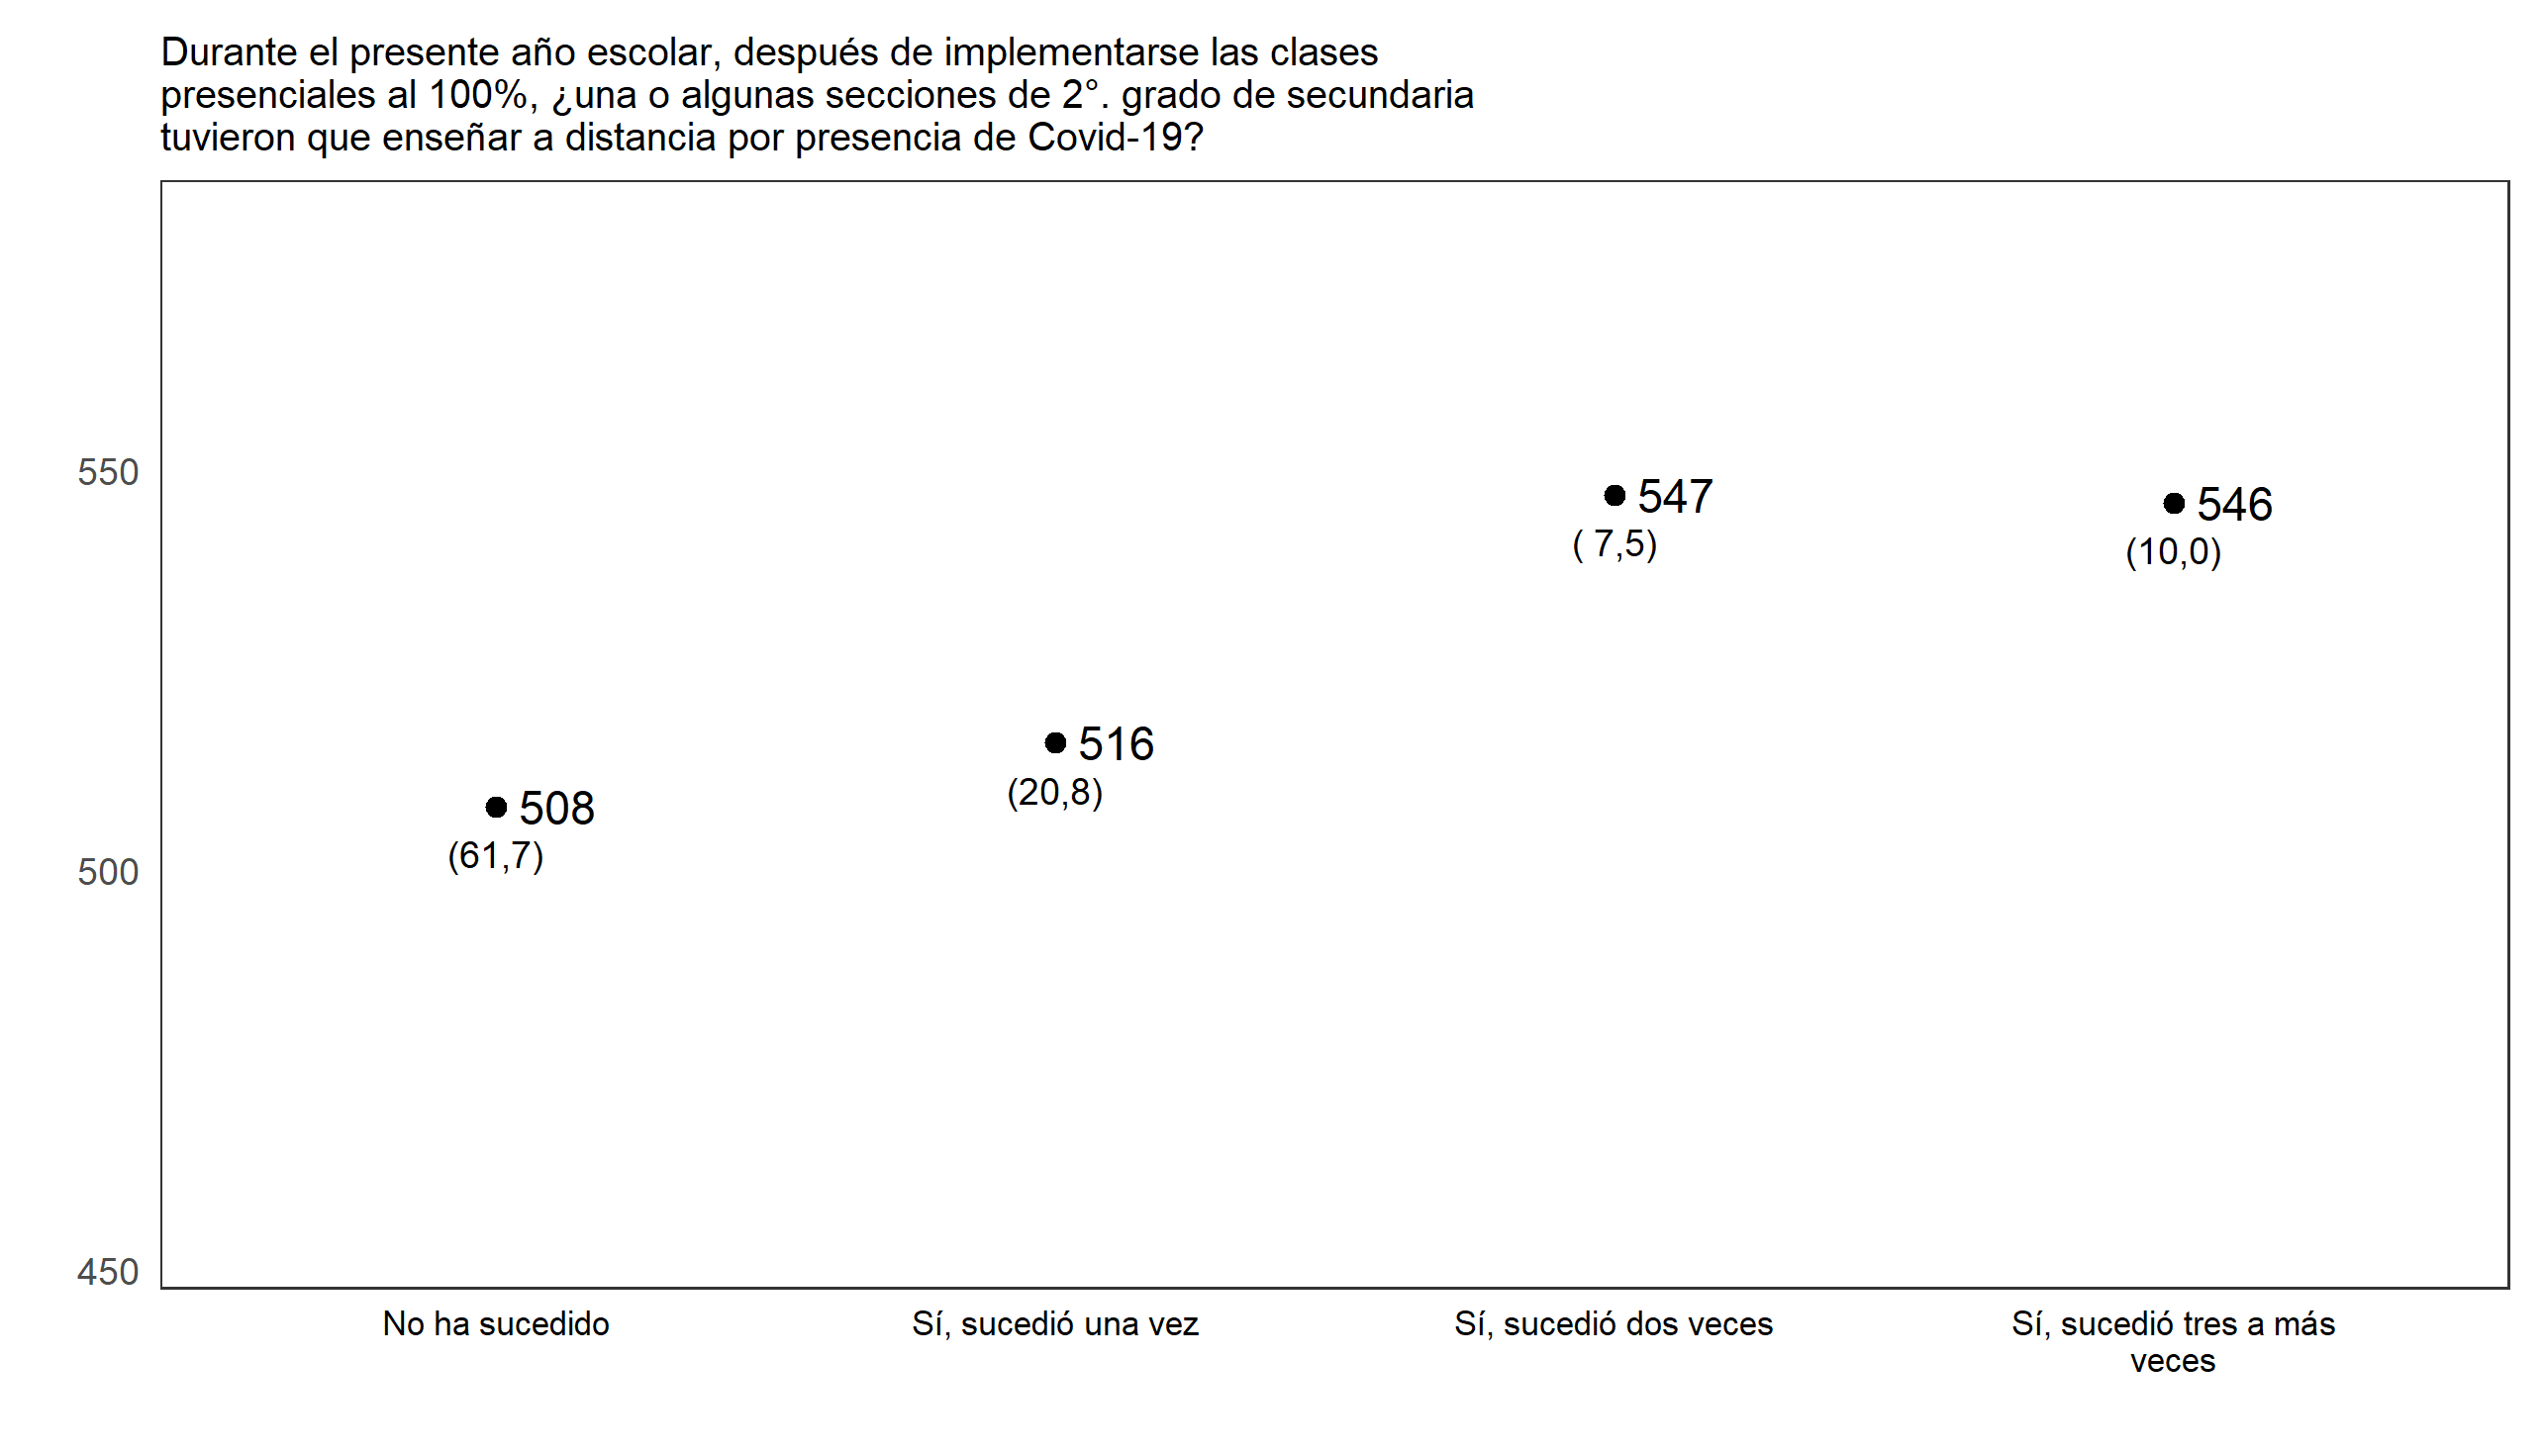 Durante el presente año escolar, después de implementarse las clases
presenciales al 100%, ¿una o algunas secciones de 2°. grado de secundaria
tuvieron que enseñar a distancia por presencia de Covid-19?
550
547
546
( 7,5)
(10,0)
516
(20,8)
508
(61,7)
500
450
No ha sucedido
Sí, sucedió una vez
Sí, sucedió dos veces
Sí, sucedió tres a más
veces